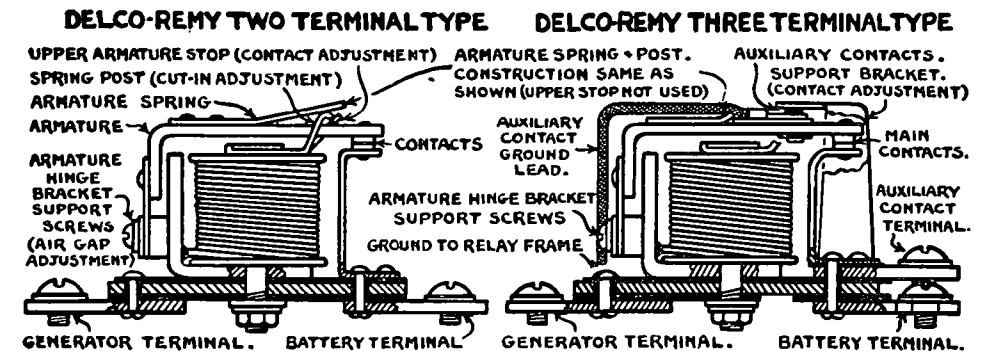 DELCO-REMY TWO TERMINAL TYPE
UPPER ARMATURE STOP (CONTACT ADJUSTMENT)
SPRING POST (CUT-IN ADJUSTMENT)
ARMATURE SPRING
ARMATURE
ARMATURE
HINGE
BRACKET
SUPPORT
SCREWS
(AIR GAP
ADJUSTMENT)
CONTACTS
GENERATOR TERMINAL.
BATTERY TERMINAL
DELCO-REMY THREE TERMINAL TYPE
ARMATURE SPRING + POST.
CONSTRUCTION SAME AS
SHOWN (UPPER STOP NOT USED)
AUXILIARY CONTACTS.
SUPPORT BRACKET.
(CONTACT ADJUSTMENT)
AUXILIARY
CONTACT
GROUND
LEAD.
MAIN
CONTACTS.
ARMATURE HINGE BRACKET
SUPPORT SCREWS
GROUND TO RELAY FRAME
AUXILIARY
CONTACT
TERMINAL.
GENERATOR TERMINAL.
BATTERY TERMINAL.